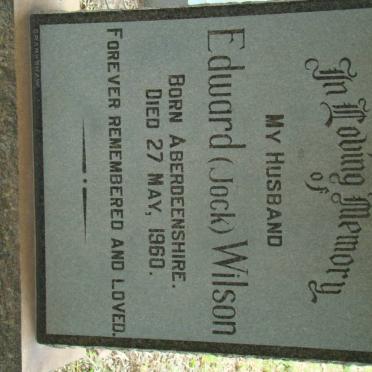 In Loving Memory
of
MY HUSBAND
Edward (Jock) Wilson
BORN ABERDEENSHIRE.
DIED 27 MAY, 1960.
FOREVER REMEMBERED AND LOVED.
CRANKSHAW